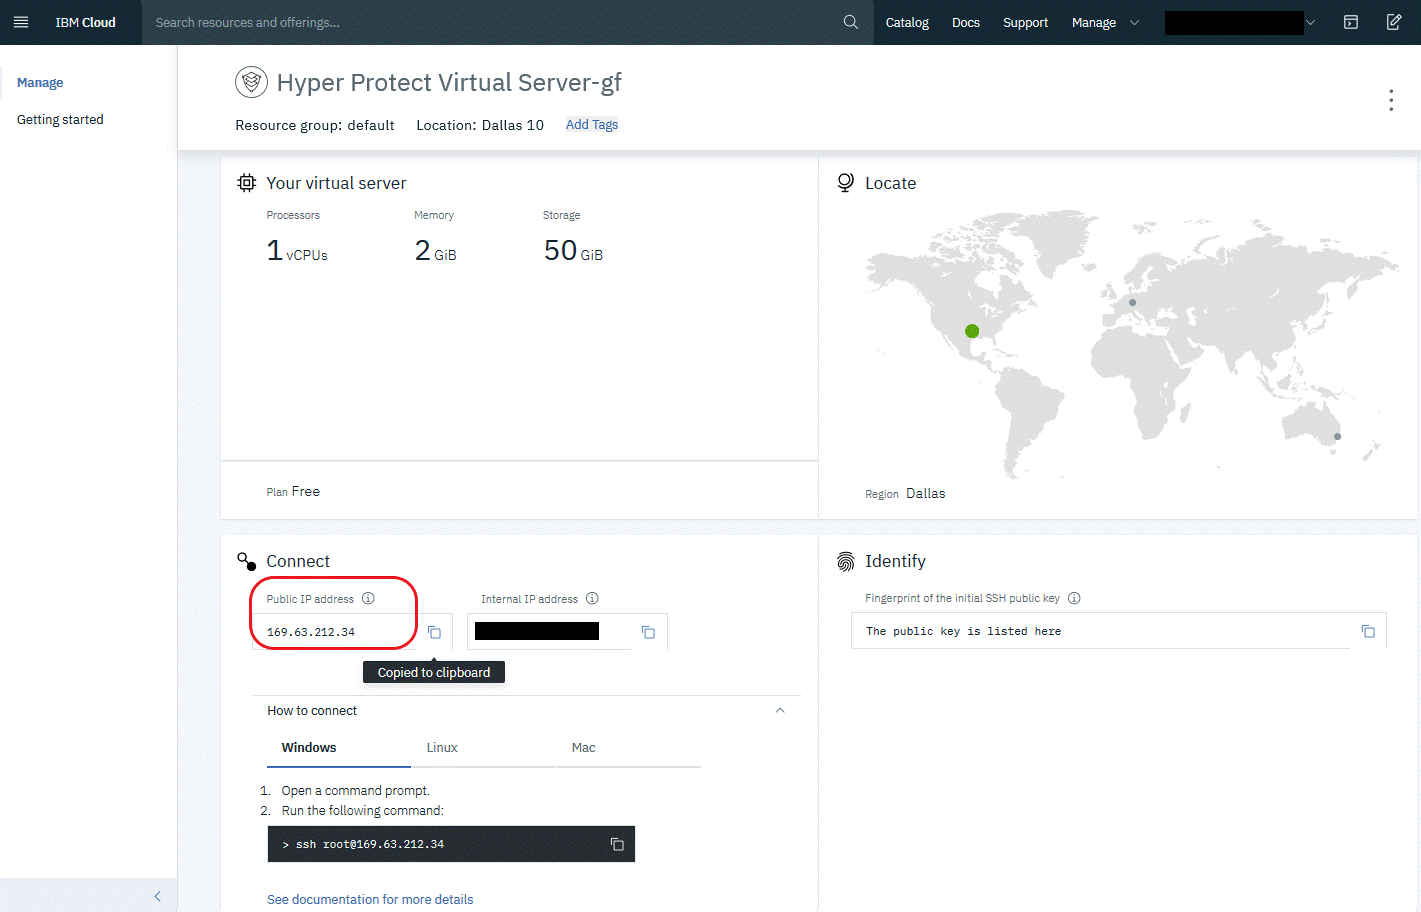 IBM Cloud
Search resources and offerings...
Catalog Docs Support Manage
Manage
Getting started
Hyper Protect Virtual Server-gf
Resource group: default Location: Dallas 10 Add Tags
Your virtual server
Processors Memory Storage
1 vCPUs 2 GiB 50 GiB
Plan Free
Locate
Region Dallas
Connect
Public IP address Internal IP address
169.63.212.34
Copied to clipboard
How to connect
Windows Linux Mac
1. Open a command prompt.
2. Run the following command:
> ssh root@169.63.212.34
See documentation for more details
Identify
Fingerprint of the initial SSH public key
The public key is listed here